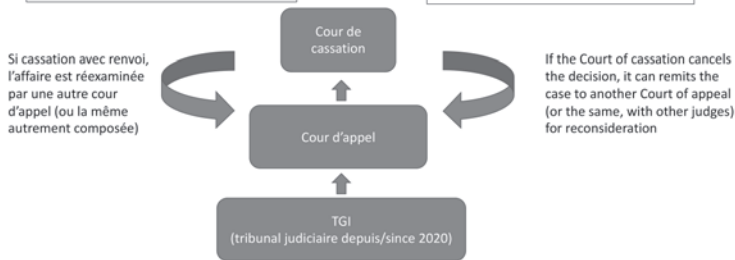 Cour de
cassation
Si cassation avec renvoi,
l'affaire est réexaminée
par une autre cour
d'appel (ou la même
autrement composée)
If the Court of cassation cancels
the decision, it can remits the
case to another Court of appeal
(or the same, with other judges)
for reconsideration
Cour d'appel
TGI
(tribunal judiciaire depuis/since 2020)